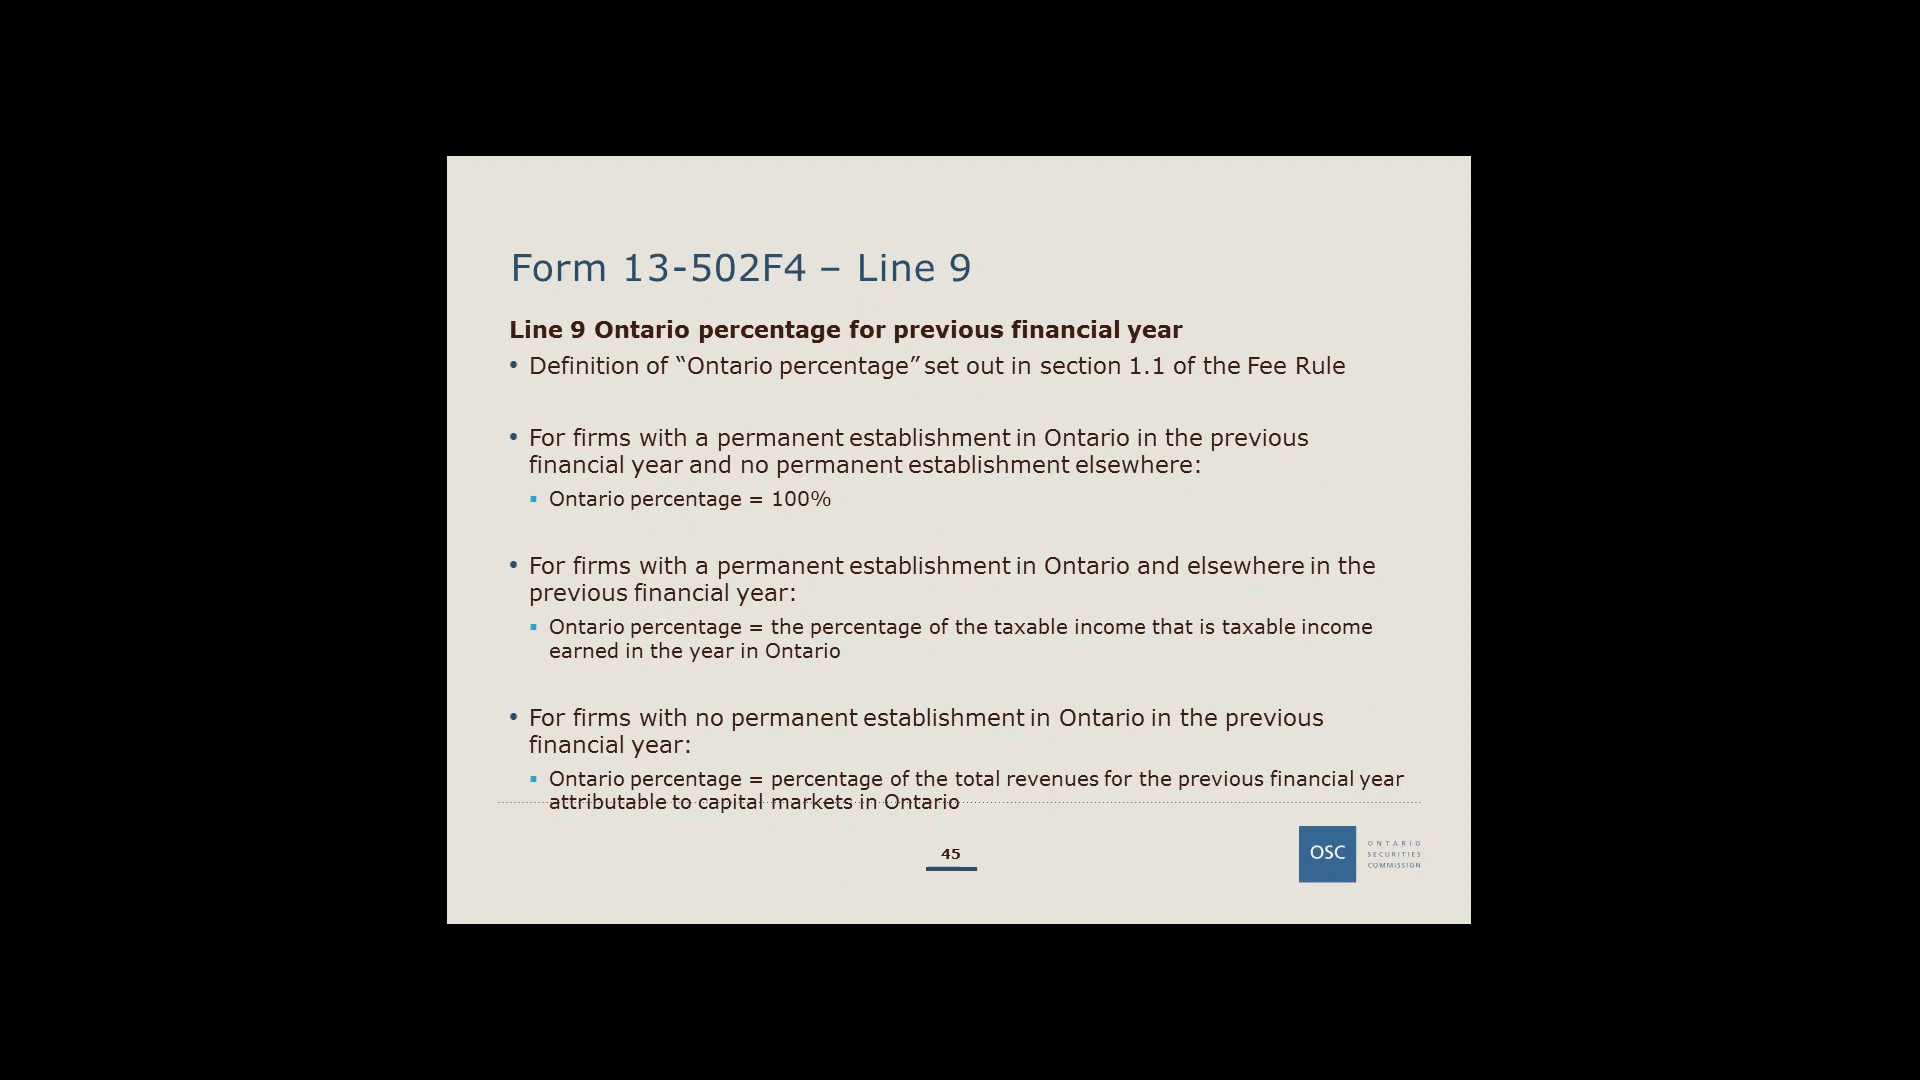 Form 13-502F4 – Line 9
Line 9 Ontario percentage for previous financial year
• Definition of “Ontario percentage” set out in section 1.1 of the Fee Rule
• For firms with a permanent establishment in Ontario in the previous
financial year and no permanent establishment elsewhere:
▪ Ontario percentage = 100%
• For firms with a permanent establishment in Ontario and elsewhere in the
previous financial year:
▪ Ontario percentage = the percentage of the taxable income that is taxable income
earned in the year in Ontario
• For firms with no permanent establishment in Ontario in the previous
financial year:
▪ Ontario percentage = percentage of the total revenues for the previous financial year
attributable to capital markets in Ontario
45
OSC
ONTARIO
SECURITIES
COMMISSION